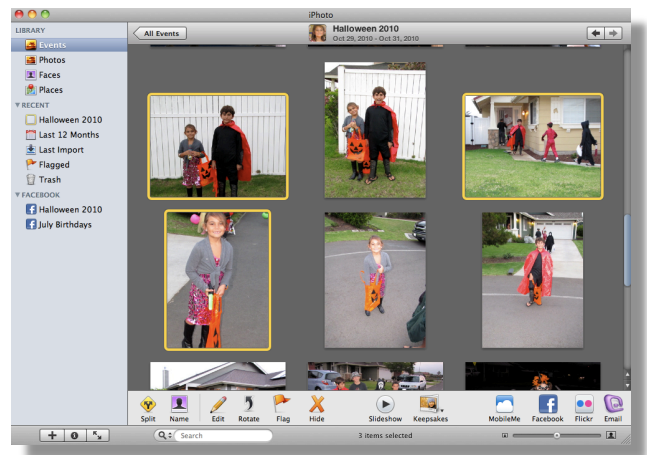 iPhoto
LIBRARY
Events
Photos
Faces
Places
RECENT
Halloween 2010
Last 12 Months
Last Import
Flagged
Trash
FACEBOOK
Halloween 2010
July Birthdays
All Events
Halloween 2010
Oct 29, 2010 - Oct 31, 2010
Split
Name
Edit
Rotate
Flag
Hide
Slideshow
Keepsakes
MobileMe
Facebook
Flickr
Email
Search
3 items selected